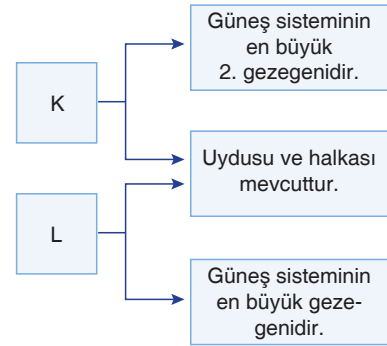 Güneş sisteminin
en büyük
2. gezegenidir.
K
Uydusu ve halkası
mevcuttur.
L
Güneş sisteminin
en büyük geze-
genidir.